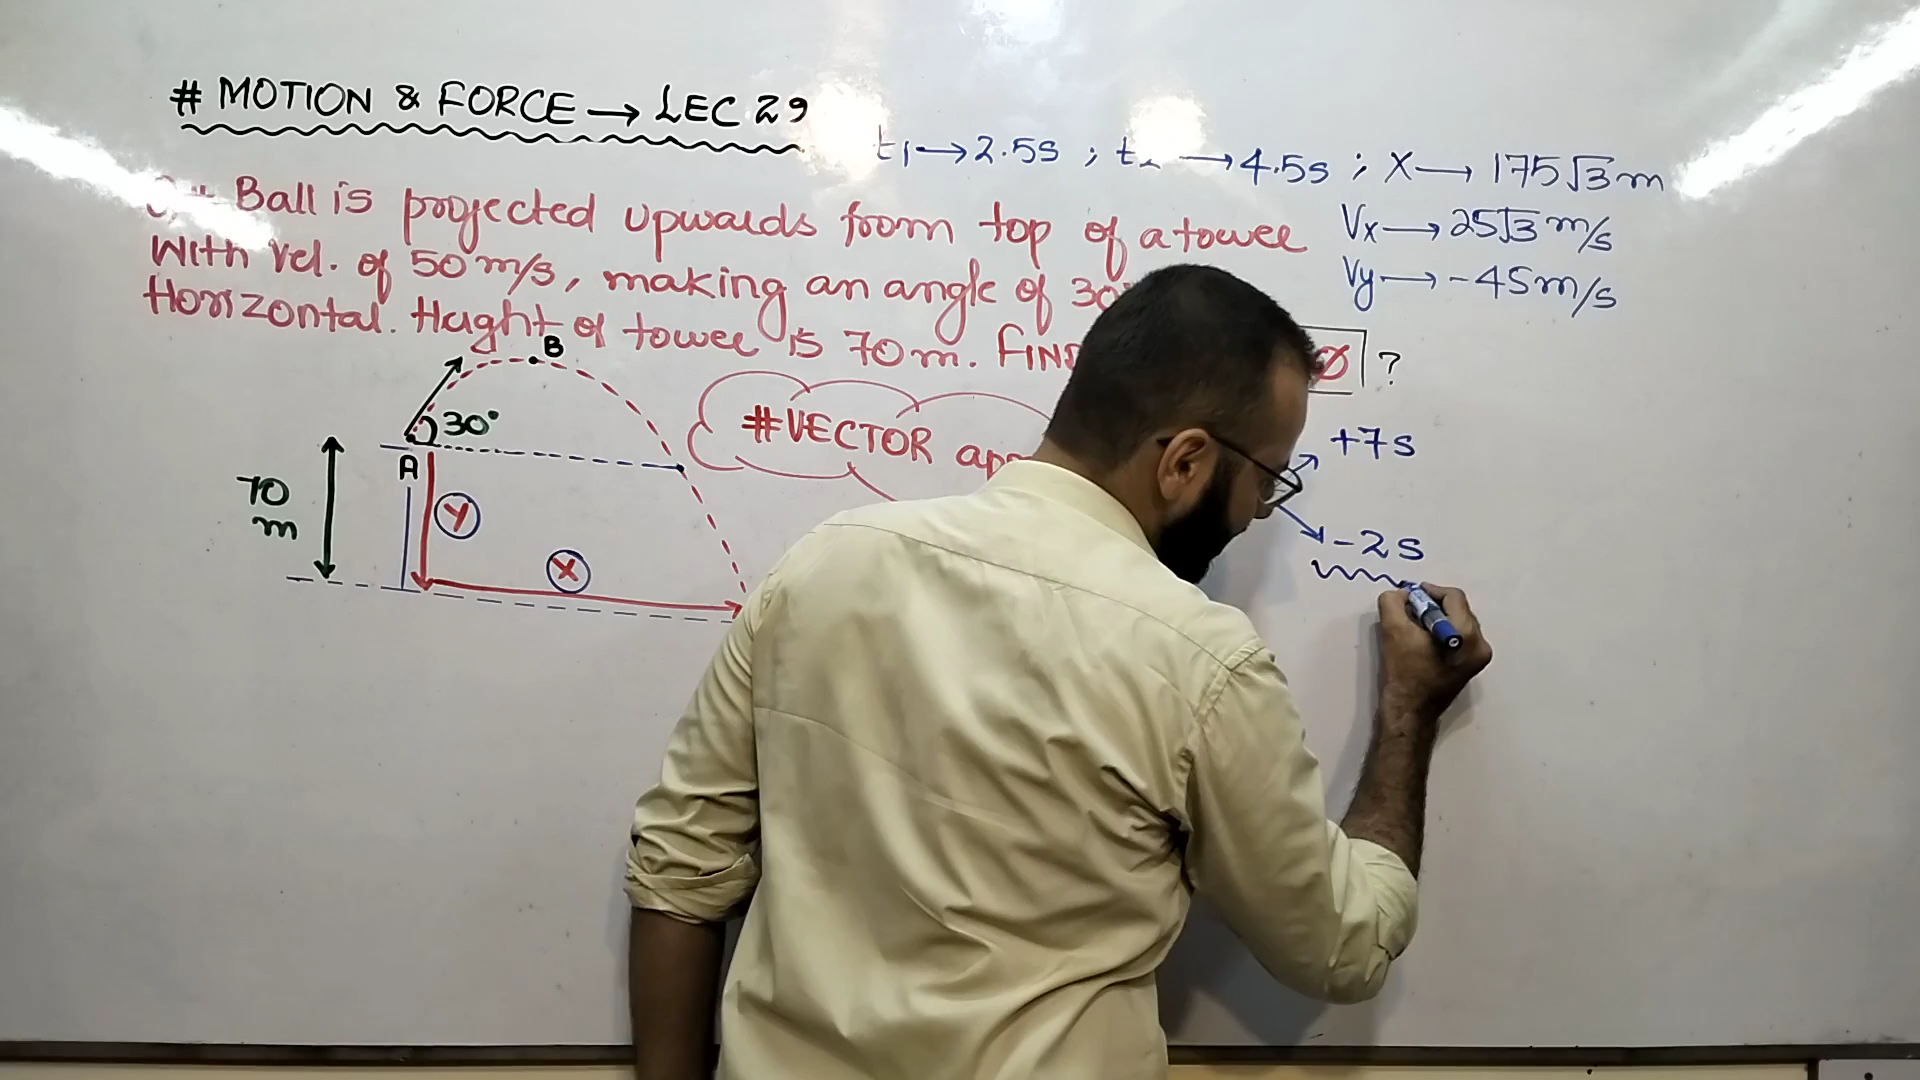 # MOTION & FORCE → LEC 29
t1 → 2.5s ; t → 4.5s ; X → 175√3 m
Vx → 25√3 m/s
Vy → -45 m/s
Ball is projected upwards from top of a tower
With Vel. of 50 m/s, making an angle of 30°
Horizontal. Height of tower is 70 m. FIND
Ø ?
B
30°
A
70
m
y
x
#VECTOR
+7s
-2s